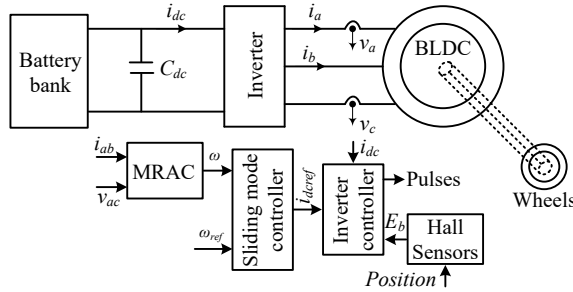 Battery
bank
i_dc
C_dc
Inverter
i_a
v_a
i_b
v_c
BLDC
Wheels
i_ab
v_ac
MRAC
ω
ω_ref
Sliding mode
controller
i_dcref
i_dc
Inverter
controller
Pulses
E_b
Hall
Sensors
Position